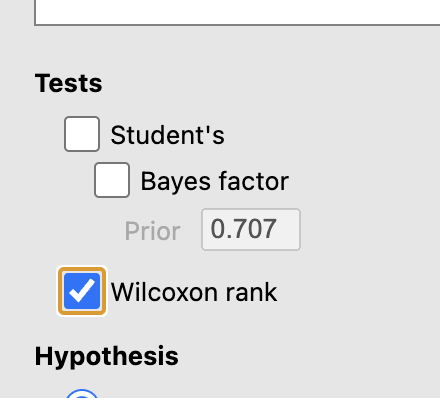 Tests
Student's
Bayes factor
Prior 0.707
Wilcoxon rank
Hypothesis